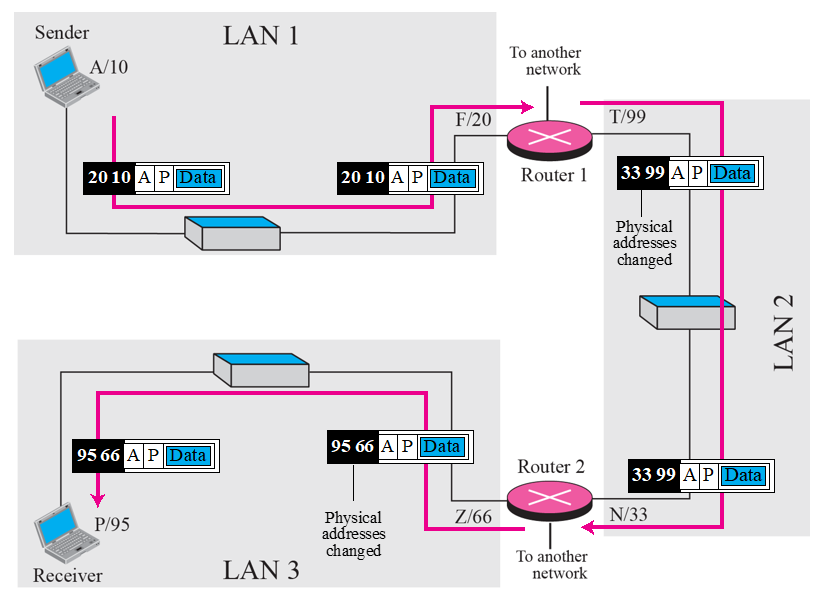 Sender
LAN 1
A/10
To another
network
F/20
T/99
Router 1
20 10 A P Data
20 10 A P Data
33 99 A P Data
Physical
addresses
changed
LAN 2
95 66 A P Data
95 66 A P Data
Router 2
33 99 A P Data
Physical
addresses
changed
Z/66
N/33
P/95
To another
network
Receiver
LAN 3